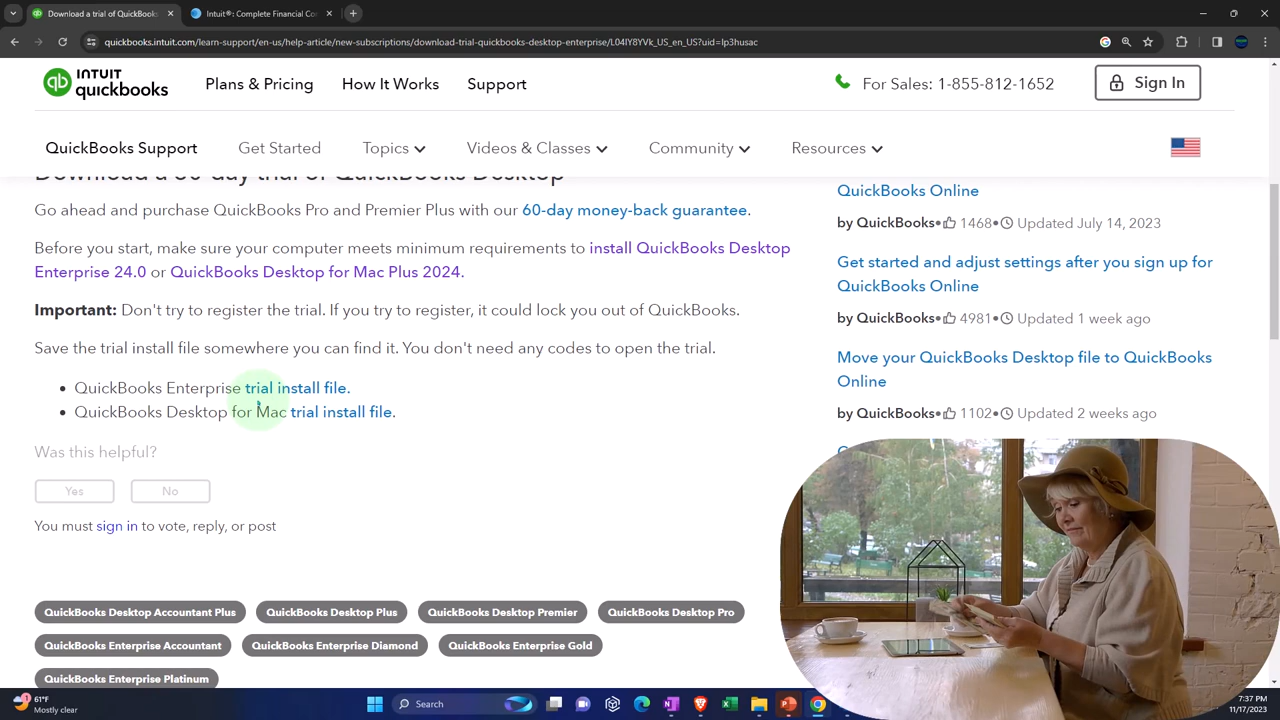 Download a trial of QuickBooks D
Intuit®: Complete Financial Co
quickbooks.intuit.com/learn-support/en-us/help-article/new-subscriptions/download-trial-quickbooks-desktop-enterprise/L04IY8YVk_US_en_US?uid=lp3husac
INTUIT
quickbooks
Plans & Pricing
How It Works
Support
For Sales: 1-855-812-1652
Sign In
QuickBooks Support
Get Started
Topics
Videos & Classes
Community
Resources
Download a 30-day trial of QuickBooks Desktop
Go ahead and purchase QuickBooks Pro and Premier Plus with our 60-day money-back guarantee.
Before you start, make sure your computer meets minimum requirements to install QuickBooks Desktop
Enterprise 24.0 or QuickBooks Desktop for Mac Plus 2024.
Important: Don't try to register the trial. If you try to register, it could lock you out of QuickBooks.
Save the trial install file somewhere you can find it. You don't need any codes to open the trial.
• QuickBooks Enterprise trial install file.
• QuickBooks Desktop for Mac trial install file.
Was this helpful?
Yes
No
You must sign in to vote, reply, or post
QuickBooks Desktop Accountant Plus
QuickBooks Desktop Plus
QuickBooks Desktop Premier
QuickBooks Desktop Pro
QuickBooks Enterprise Accountant
QuickBooks Enterprise Diamond
QuickBooks Enterprise Gold
QuickBooks Enterprise Platinum
QuickBooks Online
by QuickBooks• 1468• Updated July 14, 2023
Get started and adjust settings after you sign up for
QuickBooks Online
by QuickBooks• 4981• Updated 1 week ago
Move your QuickBooks Desktop file to QuickBooks
Online
by QuickBooks• 1102• Updated 2 weeks ago
1
61°F
Mostly clear
Search
7:37 PM
11/17/2023